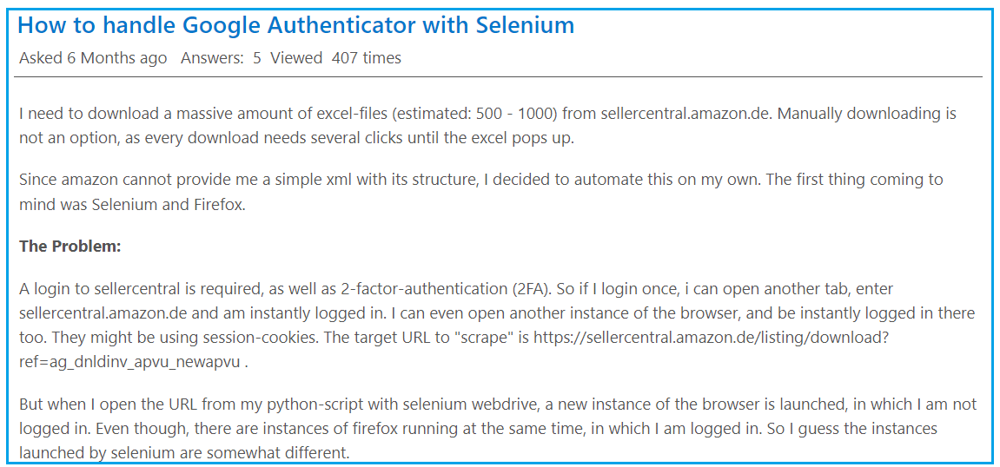 How to handle Google Authenticator with Selenium
Asked 6 Months ago Answers: 5 Viewed 407 times
I need to download a massive amount of excel-files (estimated: 500 - 1000) from sellercentral.amazon.de. Manually downloading is
not an option, as every download needs several clicks until the excel pops up.
Since amazon cannot provide me a simple xml with its structure, I decided to automate this on my own. The first thing coming to
mind was Selenium and Firefox.
The Problem:
A login to sellercentral is required, as well as 2-factor-authentication (2FA). So if I login once, i can open another tab, enter
sellercentral.amazon.de and am instantly logged in. I can even open another instance of the browser, and be instantly logged in there
too. They might be using session-cookies. The target URL to "scrape" is https://sellercentral.amazon.de/listing/download?
ref=ag_dnldinv_apvu_newapvu .
But when I open the URL from my python-script with selenium webdrive, a new instance of the browser is launched, in which I am not
logged in. Even though, there are instances of firefox running at the same time, in which I am logged in. So I guess the instances
launched by selenium are somewhat different.